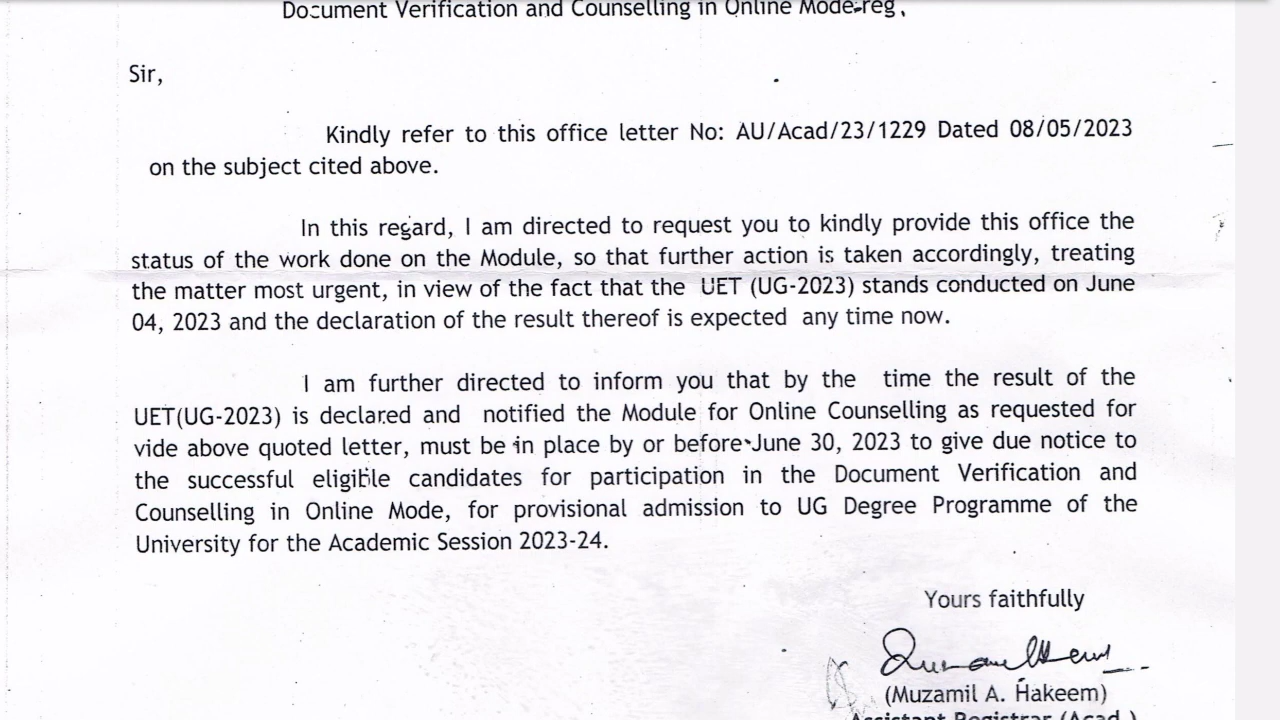 Document Verification and Counselling in Online Mode-reg.
Sir,
Kindly refer to this office letter No: AU/Acad/23/1229 Dated 08/05/2023
on the subject cited above.
In this regard, I am directed to request you to kindly provide this office the
status of the work done on the Module, so that further action is taken accordingly, treating
the matter most urgent, in view of the fact that the UET (UG-2023) stands conducted on June
04, 2023 and the declaration of the result thereof is expected any time now.
I am further directed to inform you that by the time the result of the
UET(UG-2023) is declared and notified the Module for Online Counselling as requested for
vide above quoted letter, must be in place by or before June 30, 2023 to give due notice to
the successful eligible candidates for participation in the Document Verification and
Counselling in Online Mode, for provisional admission to UG Degree Programme of the
University for the Academic Session 2023-24.
Yours faithfully
(Muzamil A. Hakeem)
Assistant Registrar (Acad.)